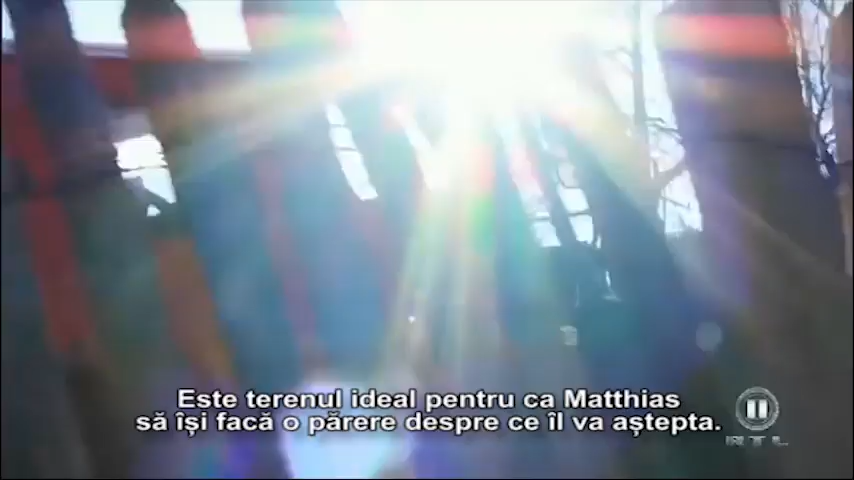 Este terenul ideal pentru ca Matthias
să își facă o părere despre ce îl va aștepta.
RTL